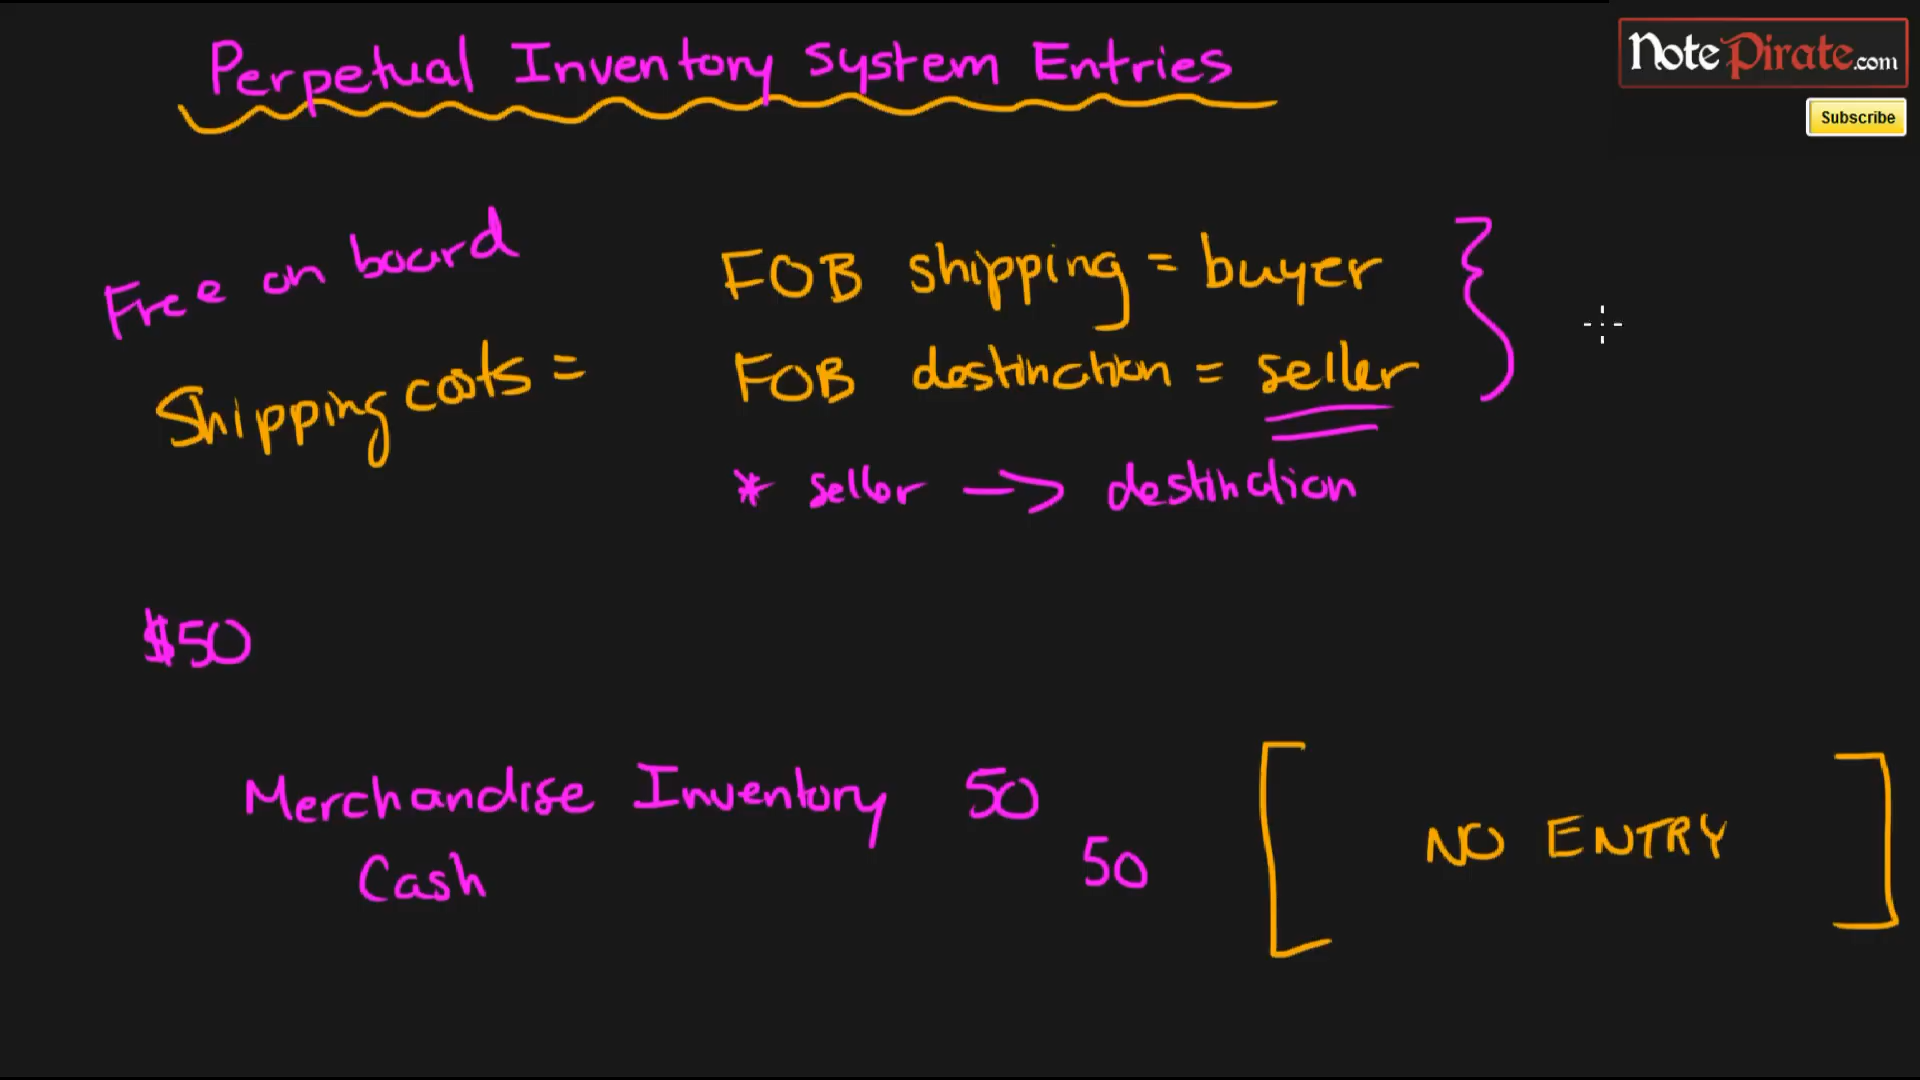 Perpetual Inventory System Entries
NotePirate.com
Subscribe
Free on board
Shipping costs =
FOB shipping = buyer
FOB destination = seller
* seller -> destination
$50
Merchandise Inventory 50
Cash 50
[ NO ENTRY ]